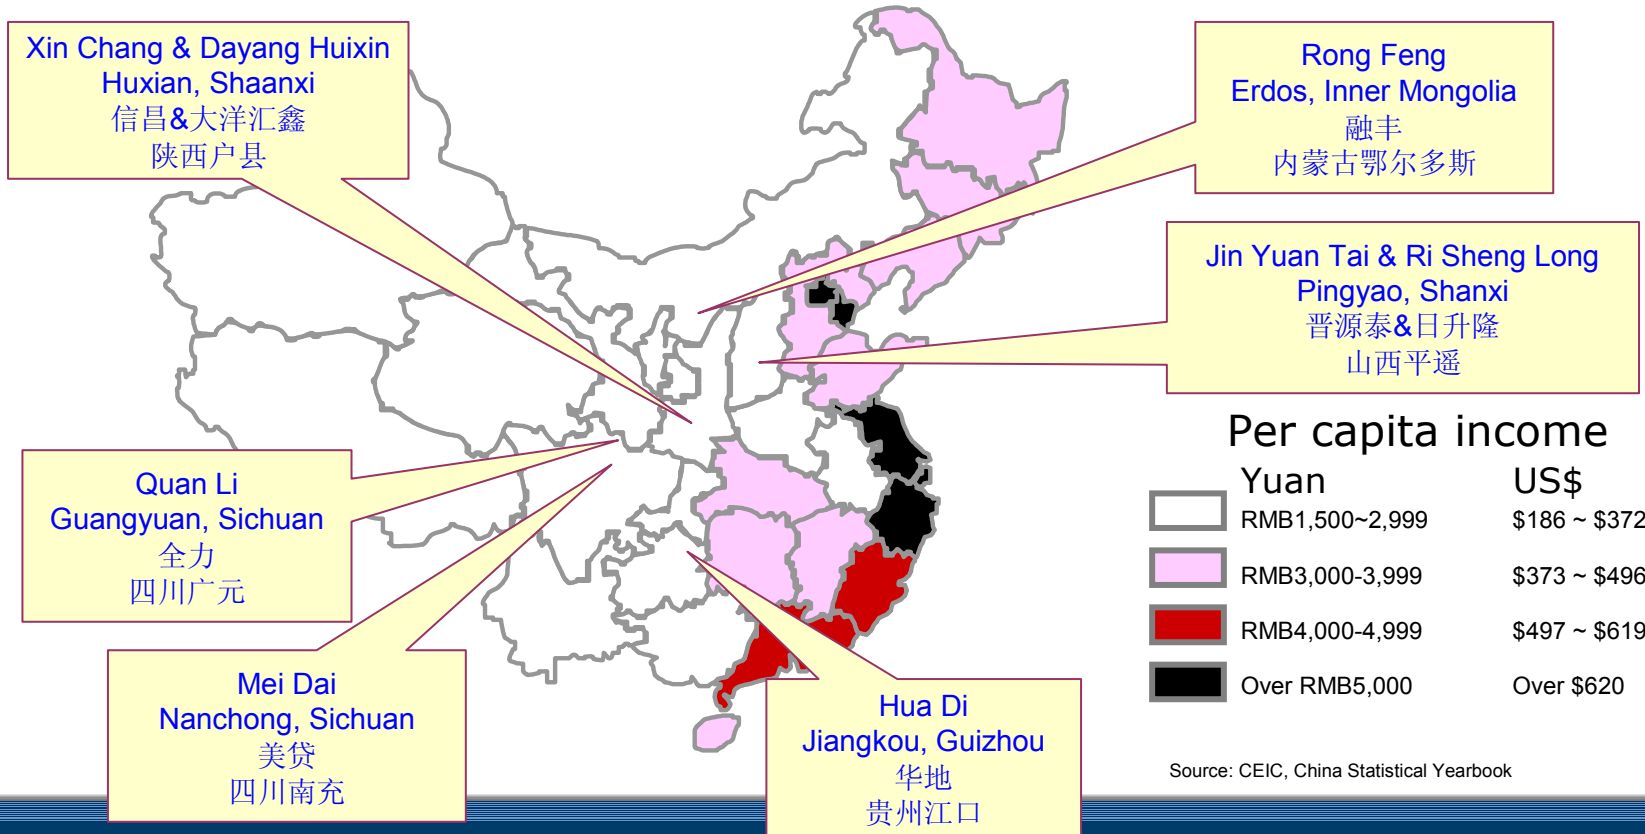 Xin Chang & Dayang Huixin
Huxian, Shaanxi
信昌&大洋汇鑫
陕西户县
Rong Feng
Erdos, Inner Mongolia
融丰
内蒙古鄂尔多斯
Jin Yuan Tai & Ri Sheng Long
Pingyao, Shanxi
晋源泰&日升隆
山西平遥
Quan Li
Guangyuan, Sichuan
全力
四川广元
Mei Dai
Nanchong, Sichuan
美贷
四川南充
Hua Di
Jiangkou, Guizhou
华地
贵州江口
Per capita income
Yuan US$
RMB1,500~2,999 $186 ~ $372
RMB3,000-3,999 $373 ~ $496
RMB4,000-4,999 $497 ~ $619
Over RMB5,000 Over $620
Source: CEIC, China Statistical Yearbook